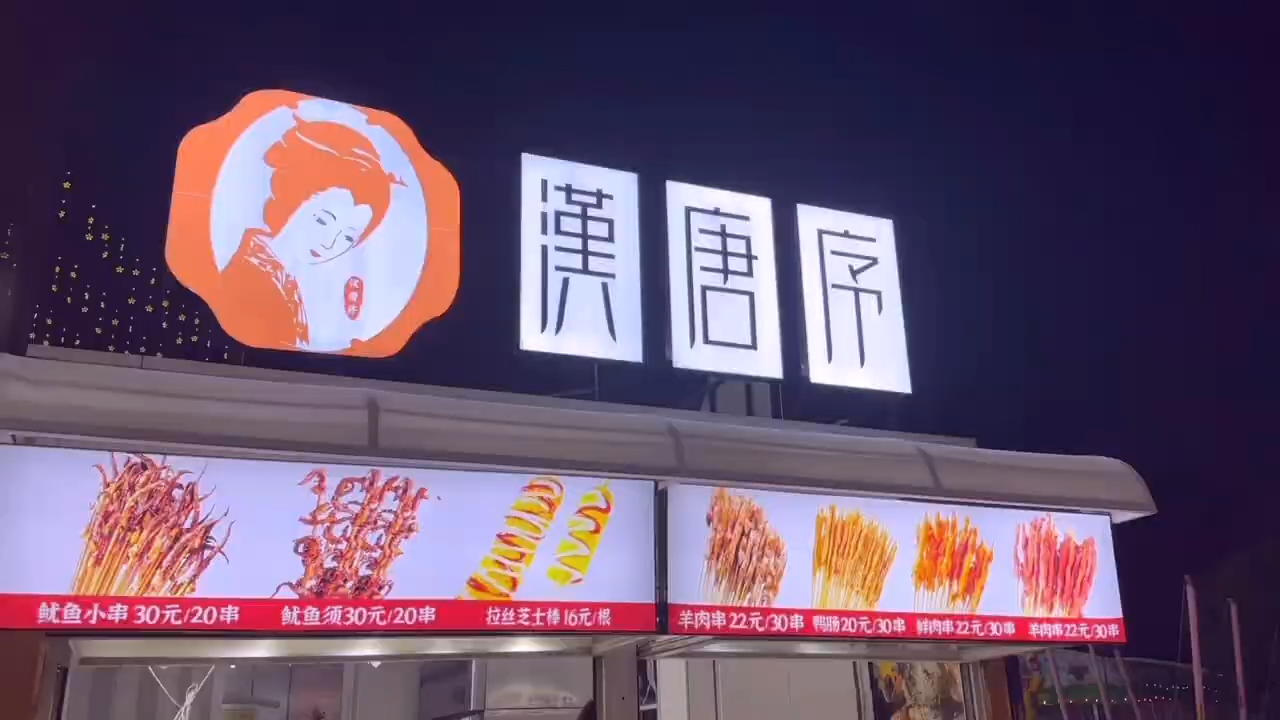 漢唐序
鱿鱼小串30元/20串
鱿鱼须30元/20串
拉丝芝士棒16元/根
羊肉串22元/30串
鸭肠20元/30串
鲜肉串22元/30串
羊肉串22元/30串